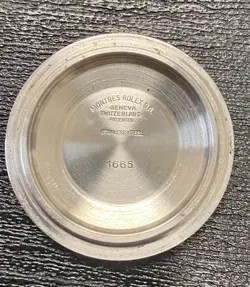 MONTRES ROLEX S.A.
GENEVA
SWITZERLAND
PATENTED
STAINLESS STEEL
1665